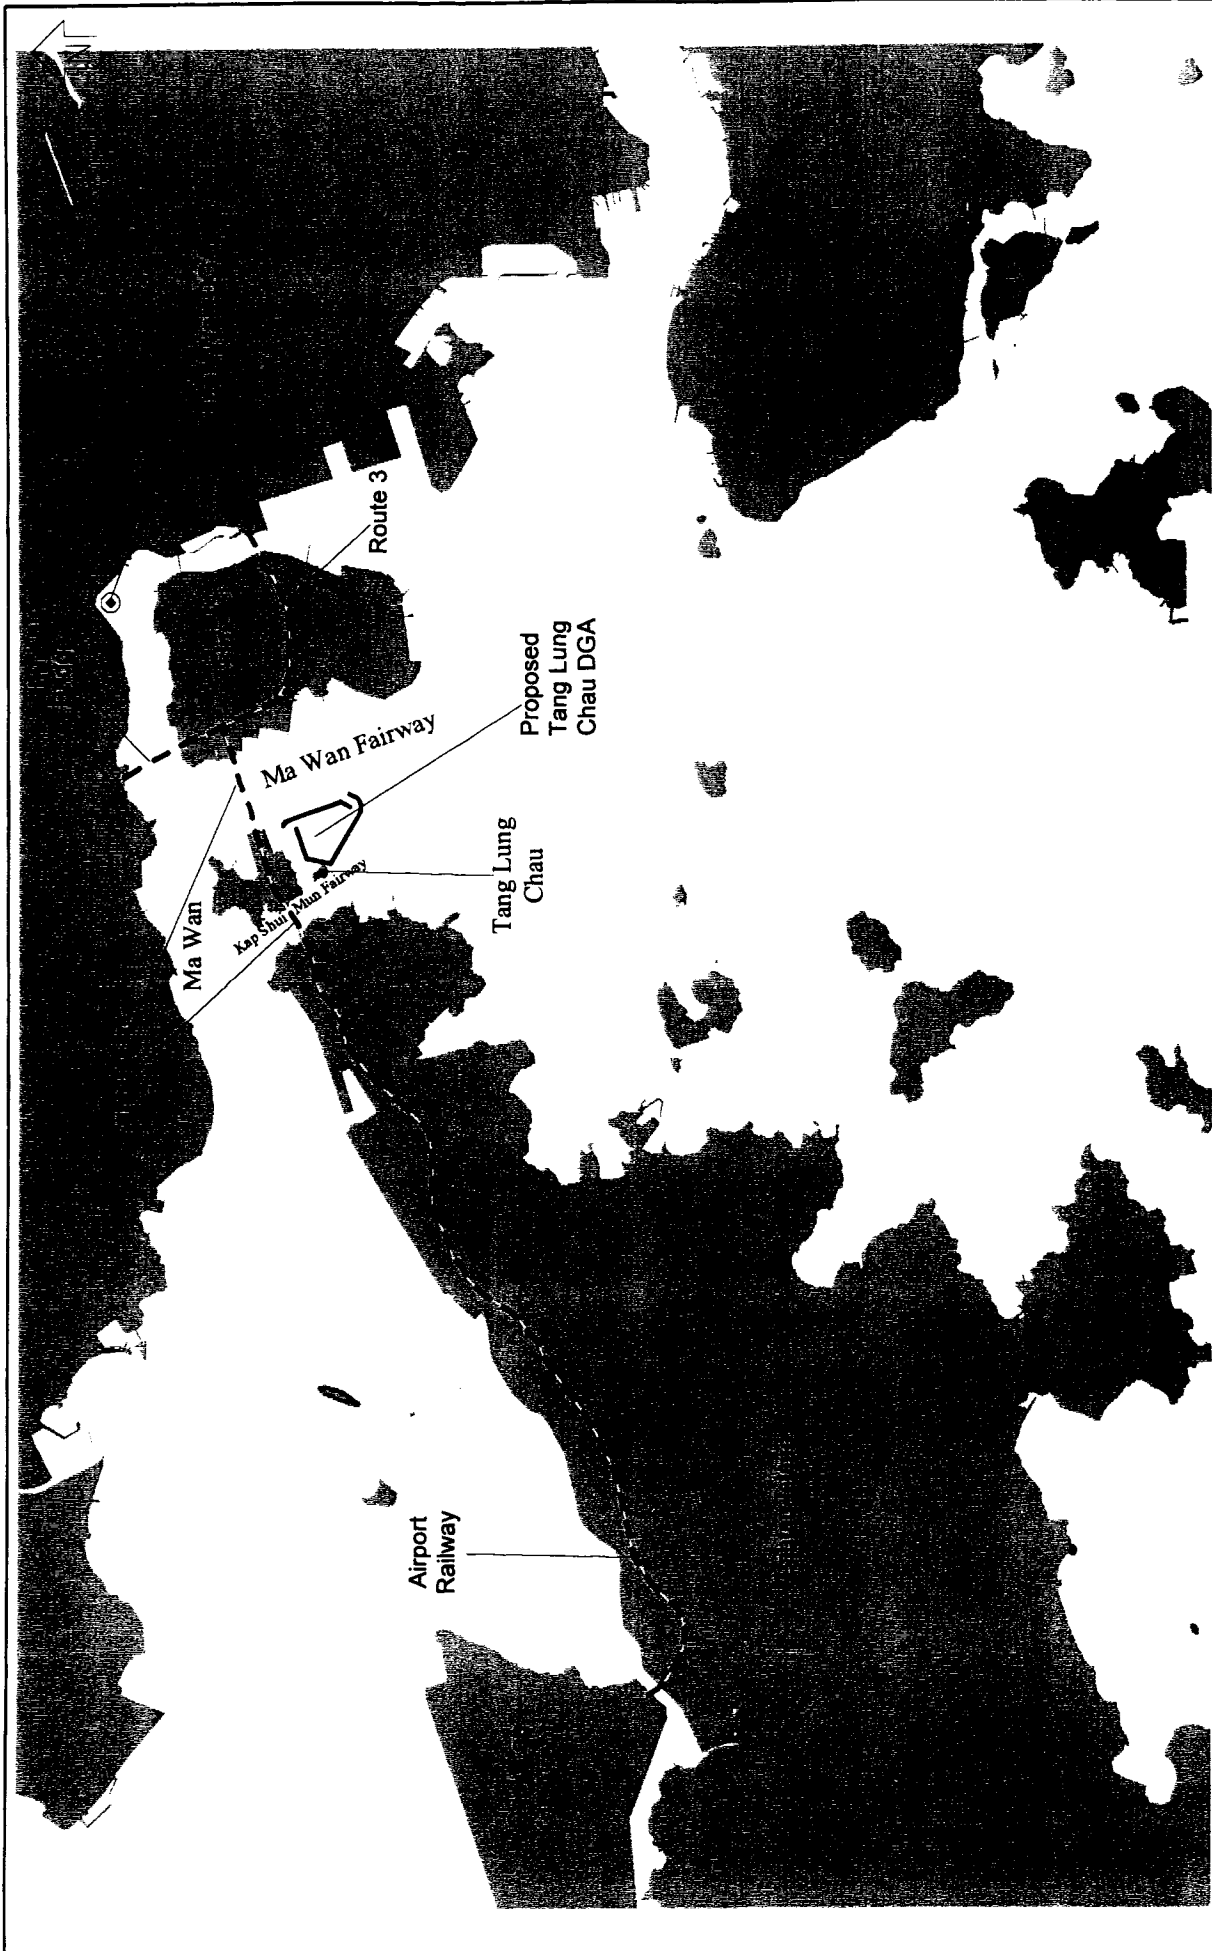 Route 3
Proposed
Tang Lung
Chau DGA
Ma Wan Fairway
Tang Lung
Chau
Kap Shui Mun Fairway
Ma Wan
Airport
Railway